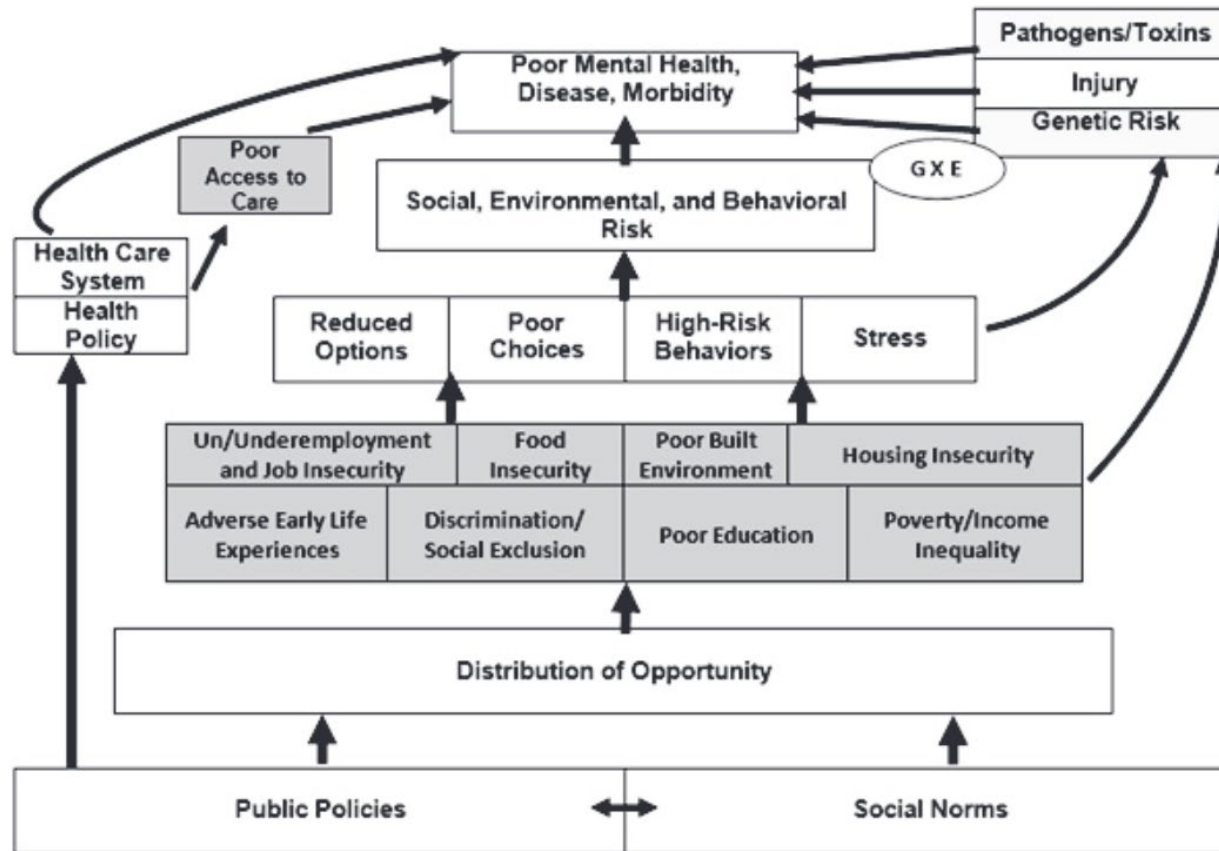 Pathogens/Toxins
Injury
Genetic Risk
Poor Mental Health,
Disease, Morbidity
Poor
Access to
Care
G X E
Social, Environmental, and Behavioral
Risk
Health Care
System
Health
Policy
Reduced
Options
Poor
Choices
High-Risk
Behaviors
Stress
Un/Underemployment
and Job Insecurity
Food
Insecurity
Poor Built
Environment
Housing Insecurity
Adverse Early Life
Experiences
Discrimination/
Social Exclusion
Poor Education
Poverty/Income
Inequality
Distribution of Opportunity
Public Policies
Social Norms